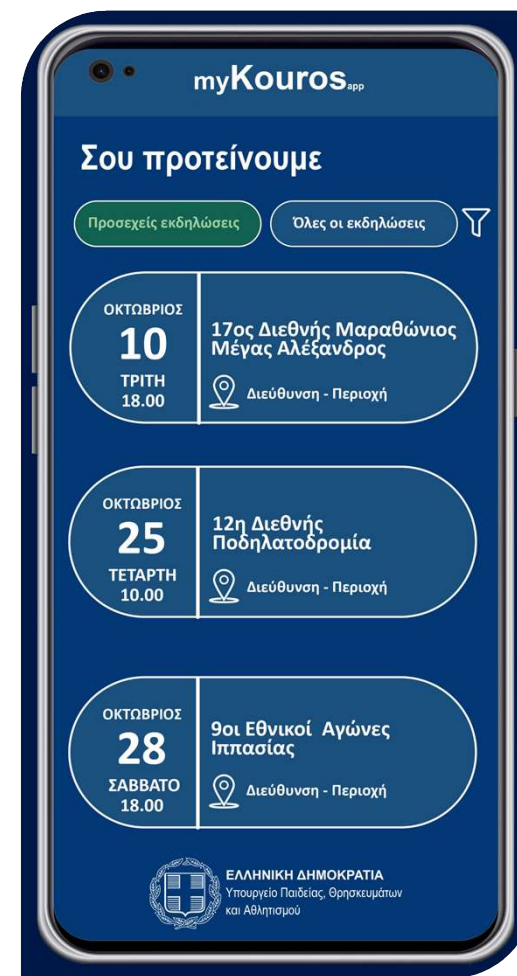 myKouros app
Σου προτείνουμε
Προσεχείς εκδηλώσεις
Όλες οι εκδηλώσεις
ΟΚΤΩΒΡΙΟΣ
10
ΤΡΙΤΗ
18.00
17ος Διεθνής Μαραθώνιος
Μέγας Αλέξανδρος
Διεύθυνση - Περιοχή
ΟΚΤΩΒΡΙΟΣ
25
ΤΕΤΑΡΤΗ
10.00
12η Διεθνής
Ποδηλατοδρομία
Διεύθυνση - Περιοχή
ΟΚΤΩΒΡΙΟΣ
28
ΣΑΒΒΑΤΟ
18.00
9οι Εθνικοί Αγώνες
Ιππασίας
Διεύθυνση - Περιοχή
ΕΛΛΗΝΙΚΗ ΔΗΜΟΚΡΑΤΙΑ
Υπουργείο Παιδείας, Θρησκευμάτων
και Αθλητισμού